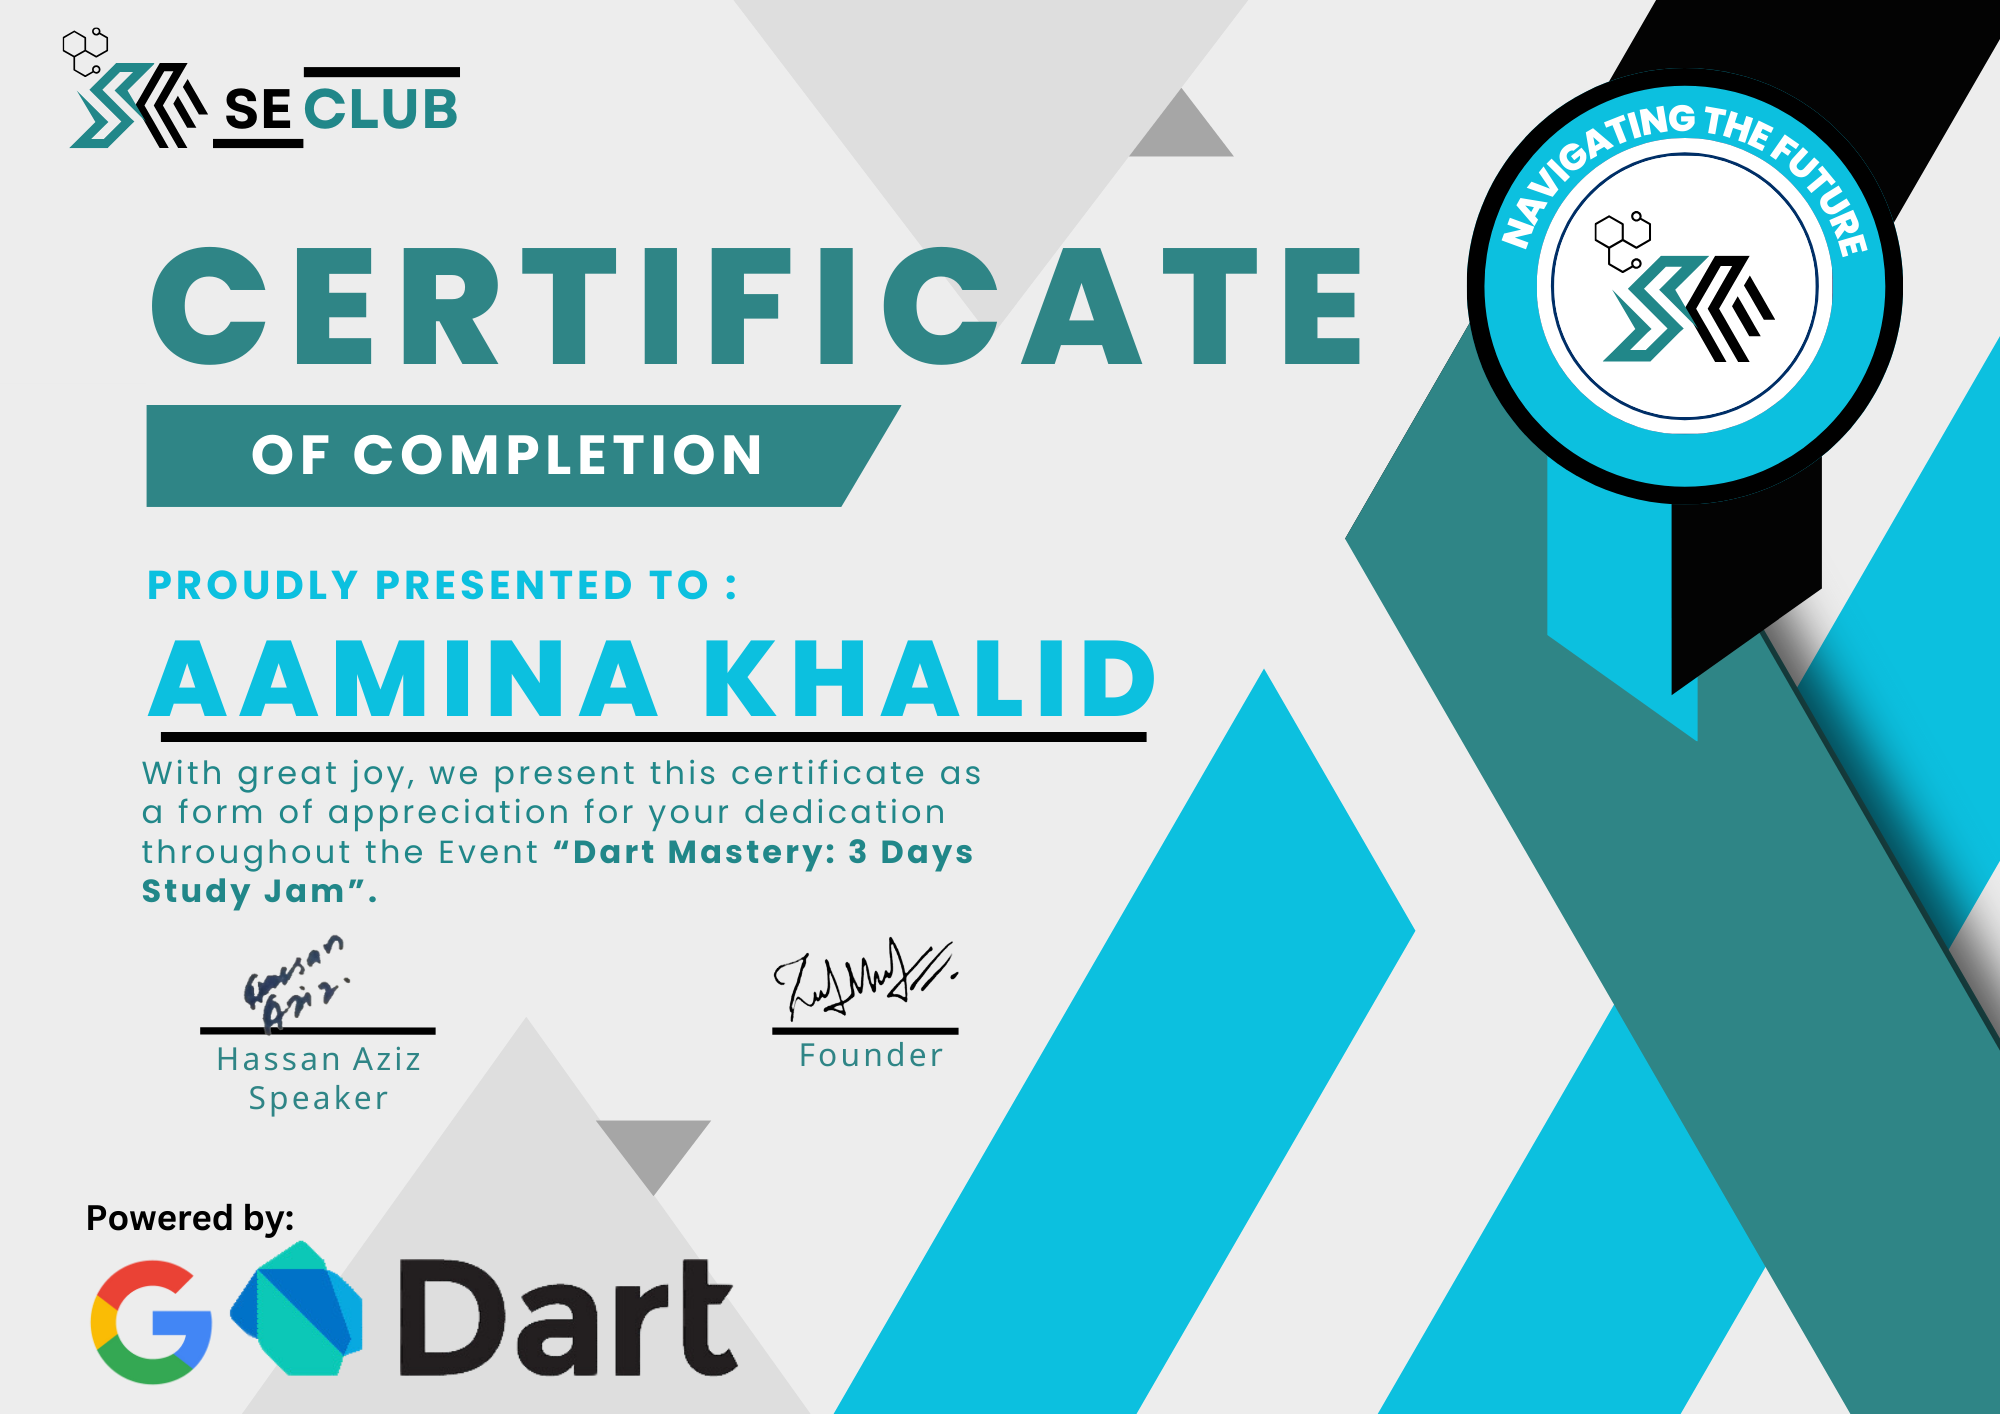 SE CLUB
NAVIGATING THE FUTURE
CERTIFICATE
OF COMPLETION
PROUDLY PRESENTED TO :
AAMINA KHALID
With great joy, we present this certificate as
a form of appreciation for your dedication
throughout the Event “Dart Mastery: 3 Days
Study Jam”.
Hassan Aziz
Hassan Aziz
Speaker
Founder
Powered by:
G Dart